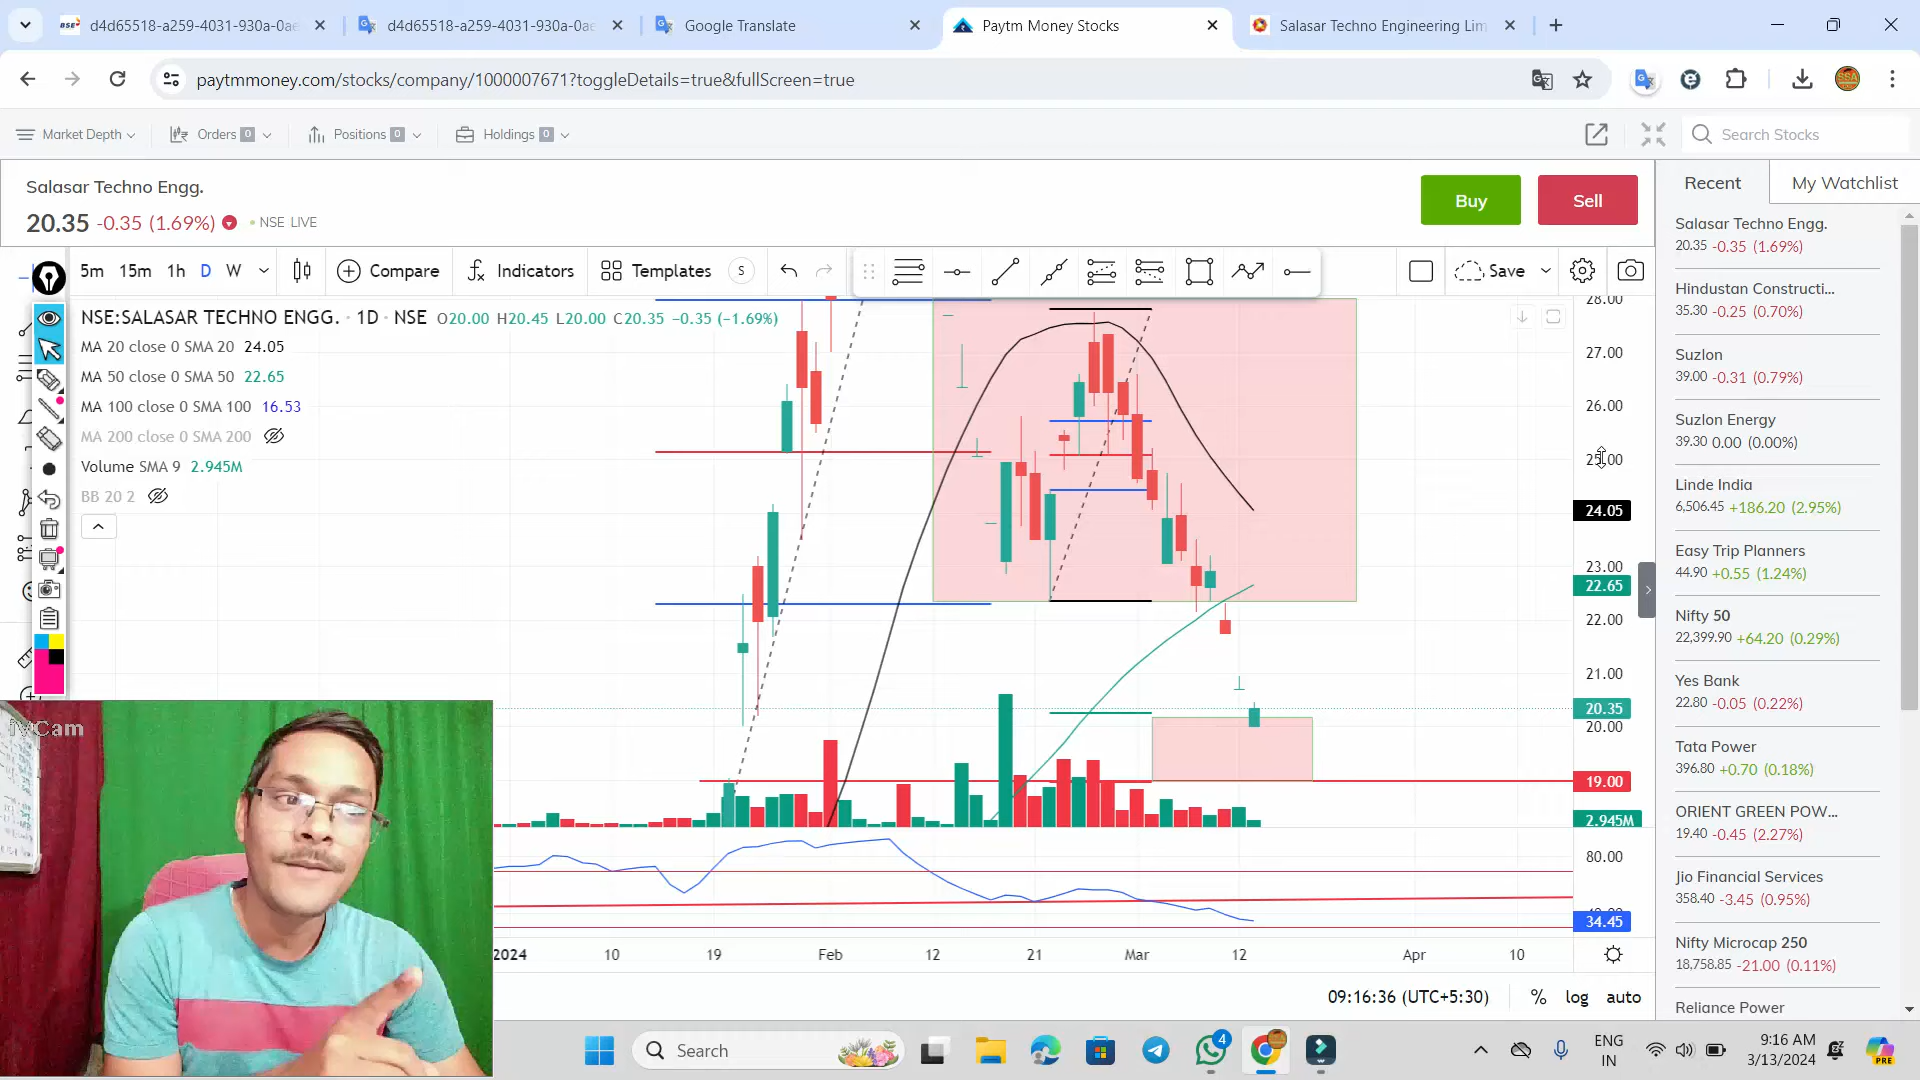 d4d65518-a259-4031-930a-0ae
d4d65518-a259-4031-930a-0ae
Google Translate
Paytm Money Stocks
Salasar Techno Engineering Lim
paytmmoney.com/stocks/company/1000007671?toggleDetails=true&fullScreen=true
Market Depth
Orders 0
Positions 0
Holdings 0
Search Stocks
Salasar Techno Engg.
20.35 -0.35 (1.69%) NSE LIVE
Buy
Sell
Recent
My Watchlist
5m 15m 1h D W
Compare
Indicators
Templates
S
Save
NSE:SALASAR TECHNO ENGG. · 1D · NSE O20.00 H20.45 L20.00 C20.35 -0.35 (-1.69%)
MA 20 close 0 SMA 20 24.05
MA 50 close 0 SMA 50 22.65
MA 100 close 0 SMA 100 16.53
MA 200 close 0 SMA 200
Volume SMA 9 2.945M
BB 20 2
28.00
27.00
26.00
25.00
24.05
23.00
22.65
22.00
21.00
20.35
20.00
19.00
2.945M
80.00
34.45
2024 10 19 Feb 12 21 Mar 12 Apr 10
09:16:36 (UTC+5:30) % log auto
Salasar Techno Engg.
20.35 -0.35 (1.69%)
Hindustan Constructi...
35.30 -0.25 (0.70%)
Suzlon
39.00 -0.31 (0.79%)
Suzlon Energy
39.30 0.00 (0.00%)
Linde India
6,506.45 +186.20 (2.95%)
Easy Trip Planners
44.90 +0.55 (1.24%)
Nifty 50
22,399.90 +64.20 (0.29%)
Yes Bank
22.80 -0.05 (0.22%)
Tata Power
396.80 +0.70 (0.18%)
ORIENT GREEN POW...
19.40 -0.45 (2.27%)
Jio Financial Services
358.40 -3.45 (0.95%)
Nifty Microcap 250
18,758.85 -21.00 (0.11%)
Reliance Power
iVCam
Search
4
ENG
IN
9:16 AM
3/13/2024
PRE